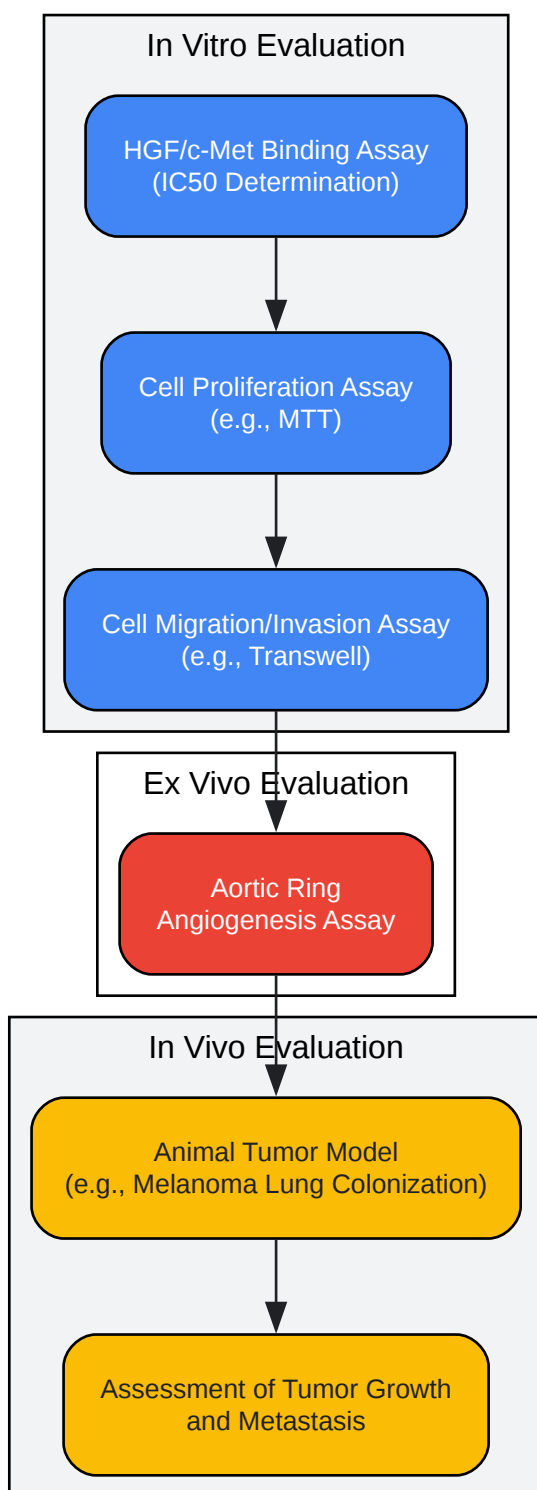 In Vitro Evaluation
HGF/c-Met Binding Assay
(IC50 Determination)
Cell Proliferation Assay
(e.g., MTT)
Cell Migration/Invasion Assay
(e.g., Transwell)
Ex Vivo Evaluation
Aortic Ring
Angiogenesis Assay
In Vivo Evaluation
Animal Tumor Model
(e.g., Melanoma Lung Colonization)
Assessment of Tumor Growth
and Metastasis